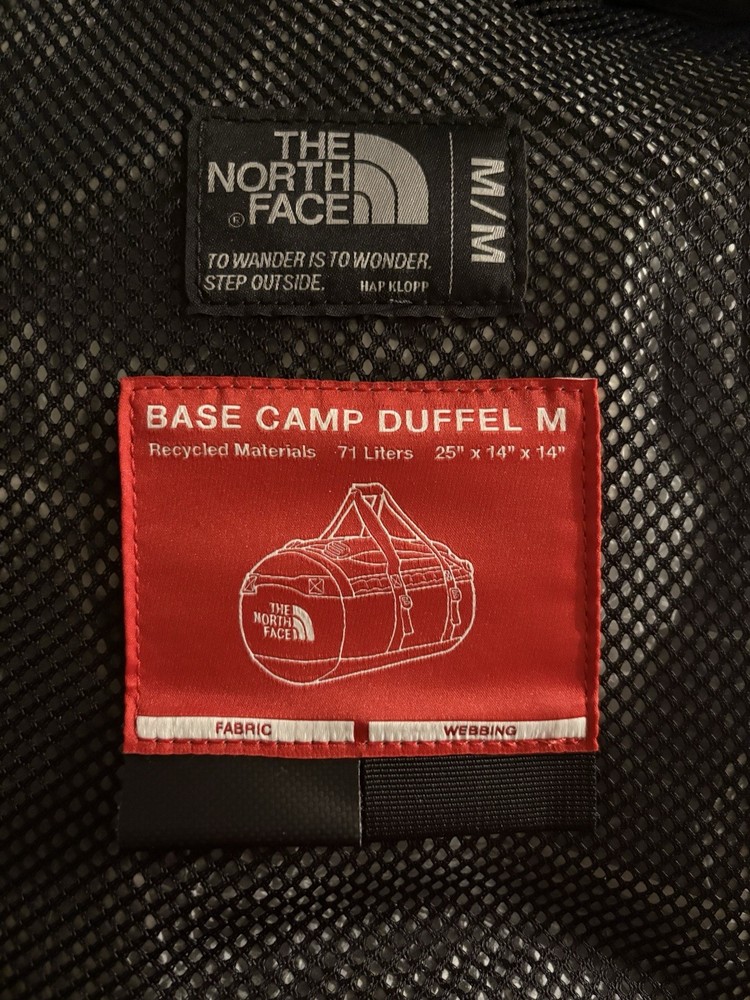 THE
NORTH
FACE
®
M/M
TO WANDER IS TO WONDER.
STEP OUTSIDE. HAP KLOPP
BASE CAMP DUFFEL M
Recycled Materials 71 Liters 25" x 14" x 14"
THE
NORTH
FACE
FABRIC WEBBING